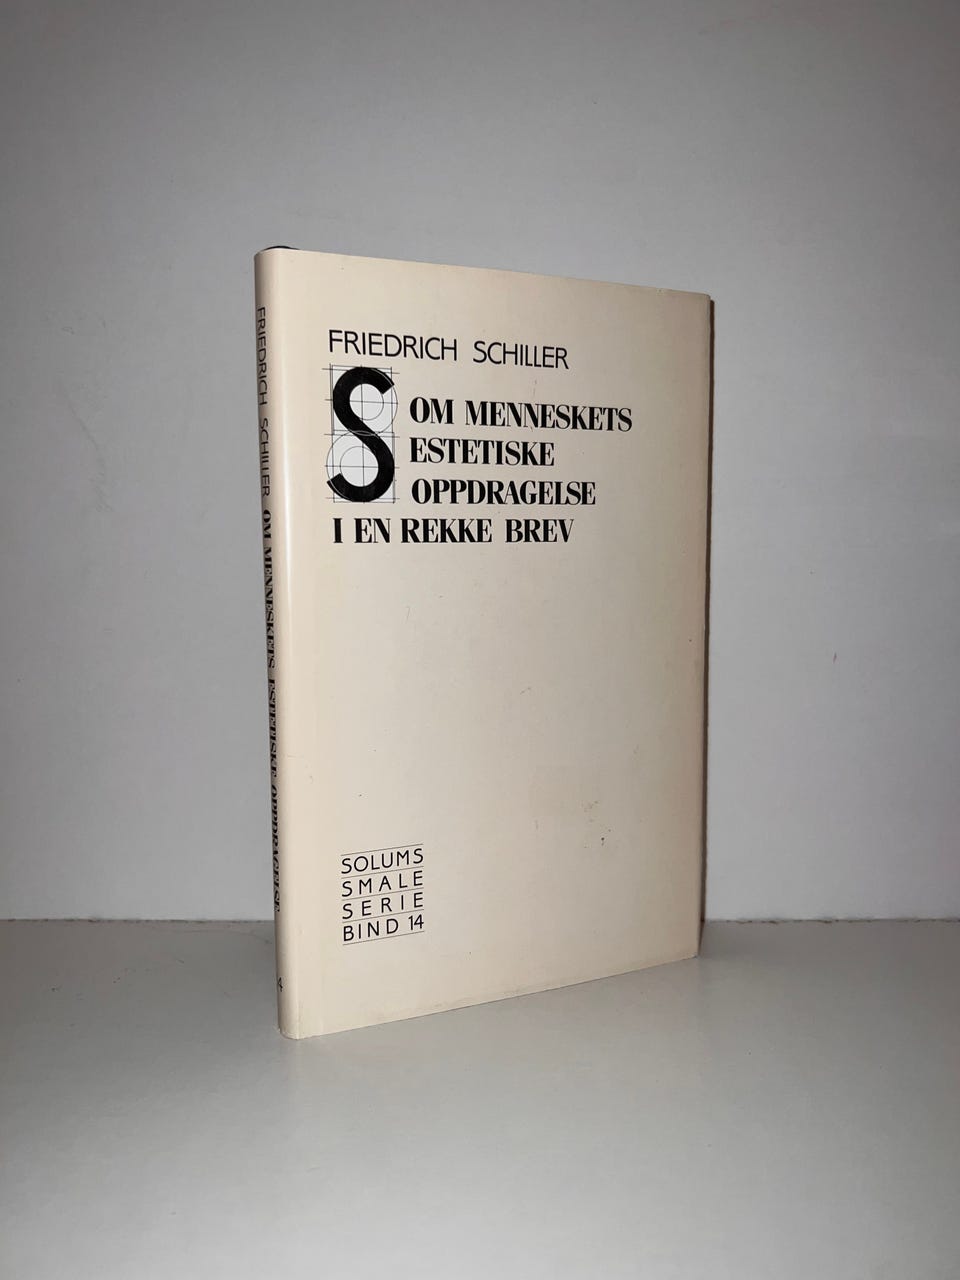 FRIEDRICH SCHILLER
S
OM MENNESKETS
ESTETISKE
OPPDRAGELSE
I EN REKKE BREV
SOLUMS
SMALE
SERIE
BIND 14
FRIEDRICH SCHILLER OM MENNESKETS ESTETISKE OPPDRAGELSE
4